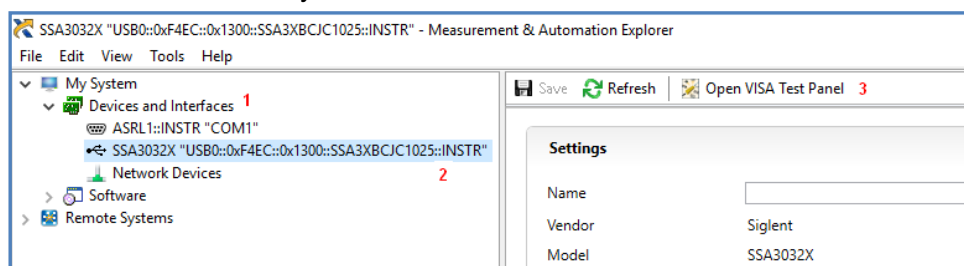 SSA3032X "USB0::0xF4EC::0x1300::SSA3XBCJC1025::INSTR" - Measurement & Automation Explorer
File Edit View Tools Help
My System
Devices and Interfaces 1
ASRL1::INSTR "COM1"
SSA3032X "USB0::0xF4EC::0x1300::SSA3XBCJC1025::INSTR"
Network Devices 2
Software
Remote Systems
Save Refresh Open VISA Test Panel 3
Settings
Name
Vendor Siglent
Model SSA3032X